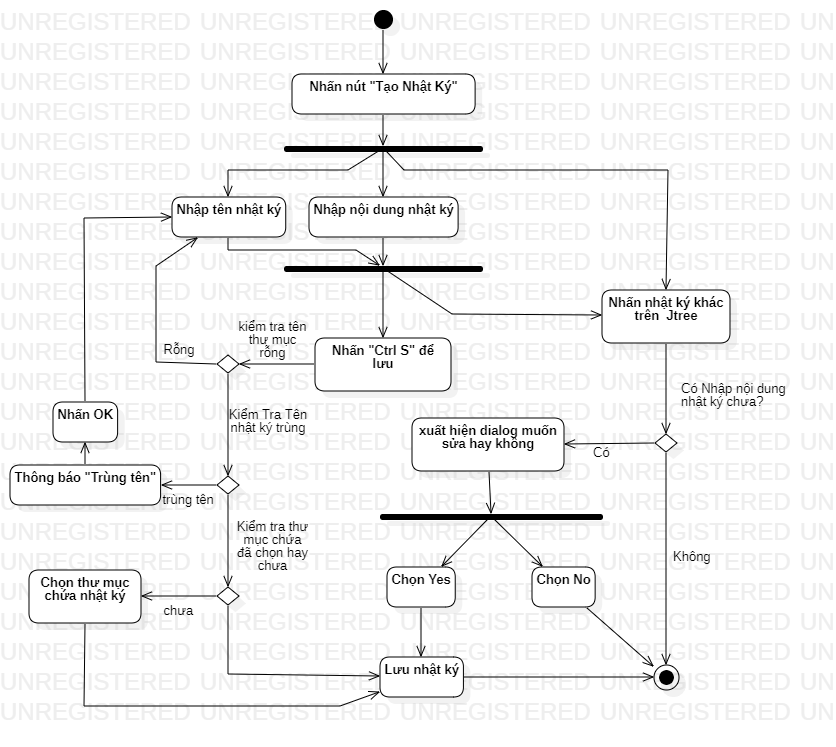 Nhấn nút "Tạo Nhật Ký"
Nhập tên nhật ký
Nhập nội dung nhật ký
Nhấn nhật ký khác
trên Jtree
kiểm tra tên
thư mục
rỗng
Rỗng
Nhấn "Ctrl S" để
lưu
Có Nhập nội dung
nhật ký chưa?
Nhấn OK
Kiểm Tra Tên
nhật ký trùng
xuất hiện dialog muốn
sửa hay không
Có
Thông báo "Trùng tên"
trùng tên
Kiểm tra thư
mục chứa
đã chọn hay
chưa
Không
Chọn thư mục
chứa nhật ký
chưa
Chọn Yes
Chọn No
Lưu nhật ký
UNREGISTERED